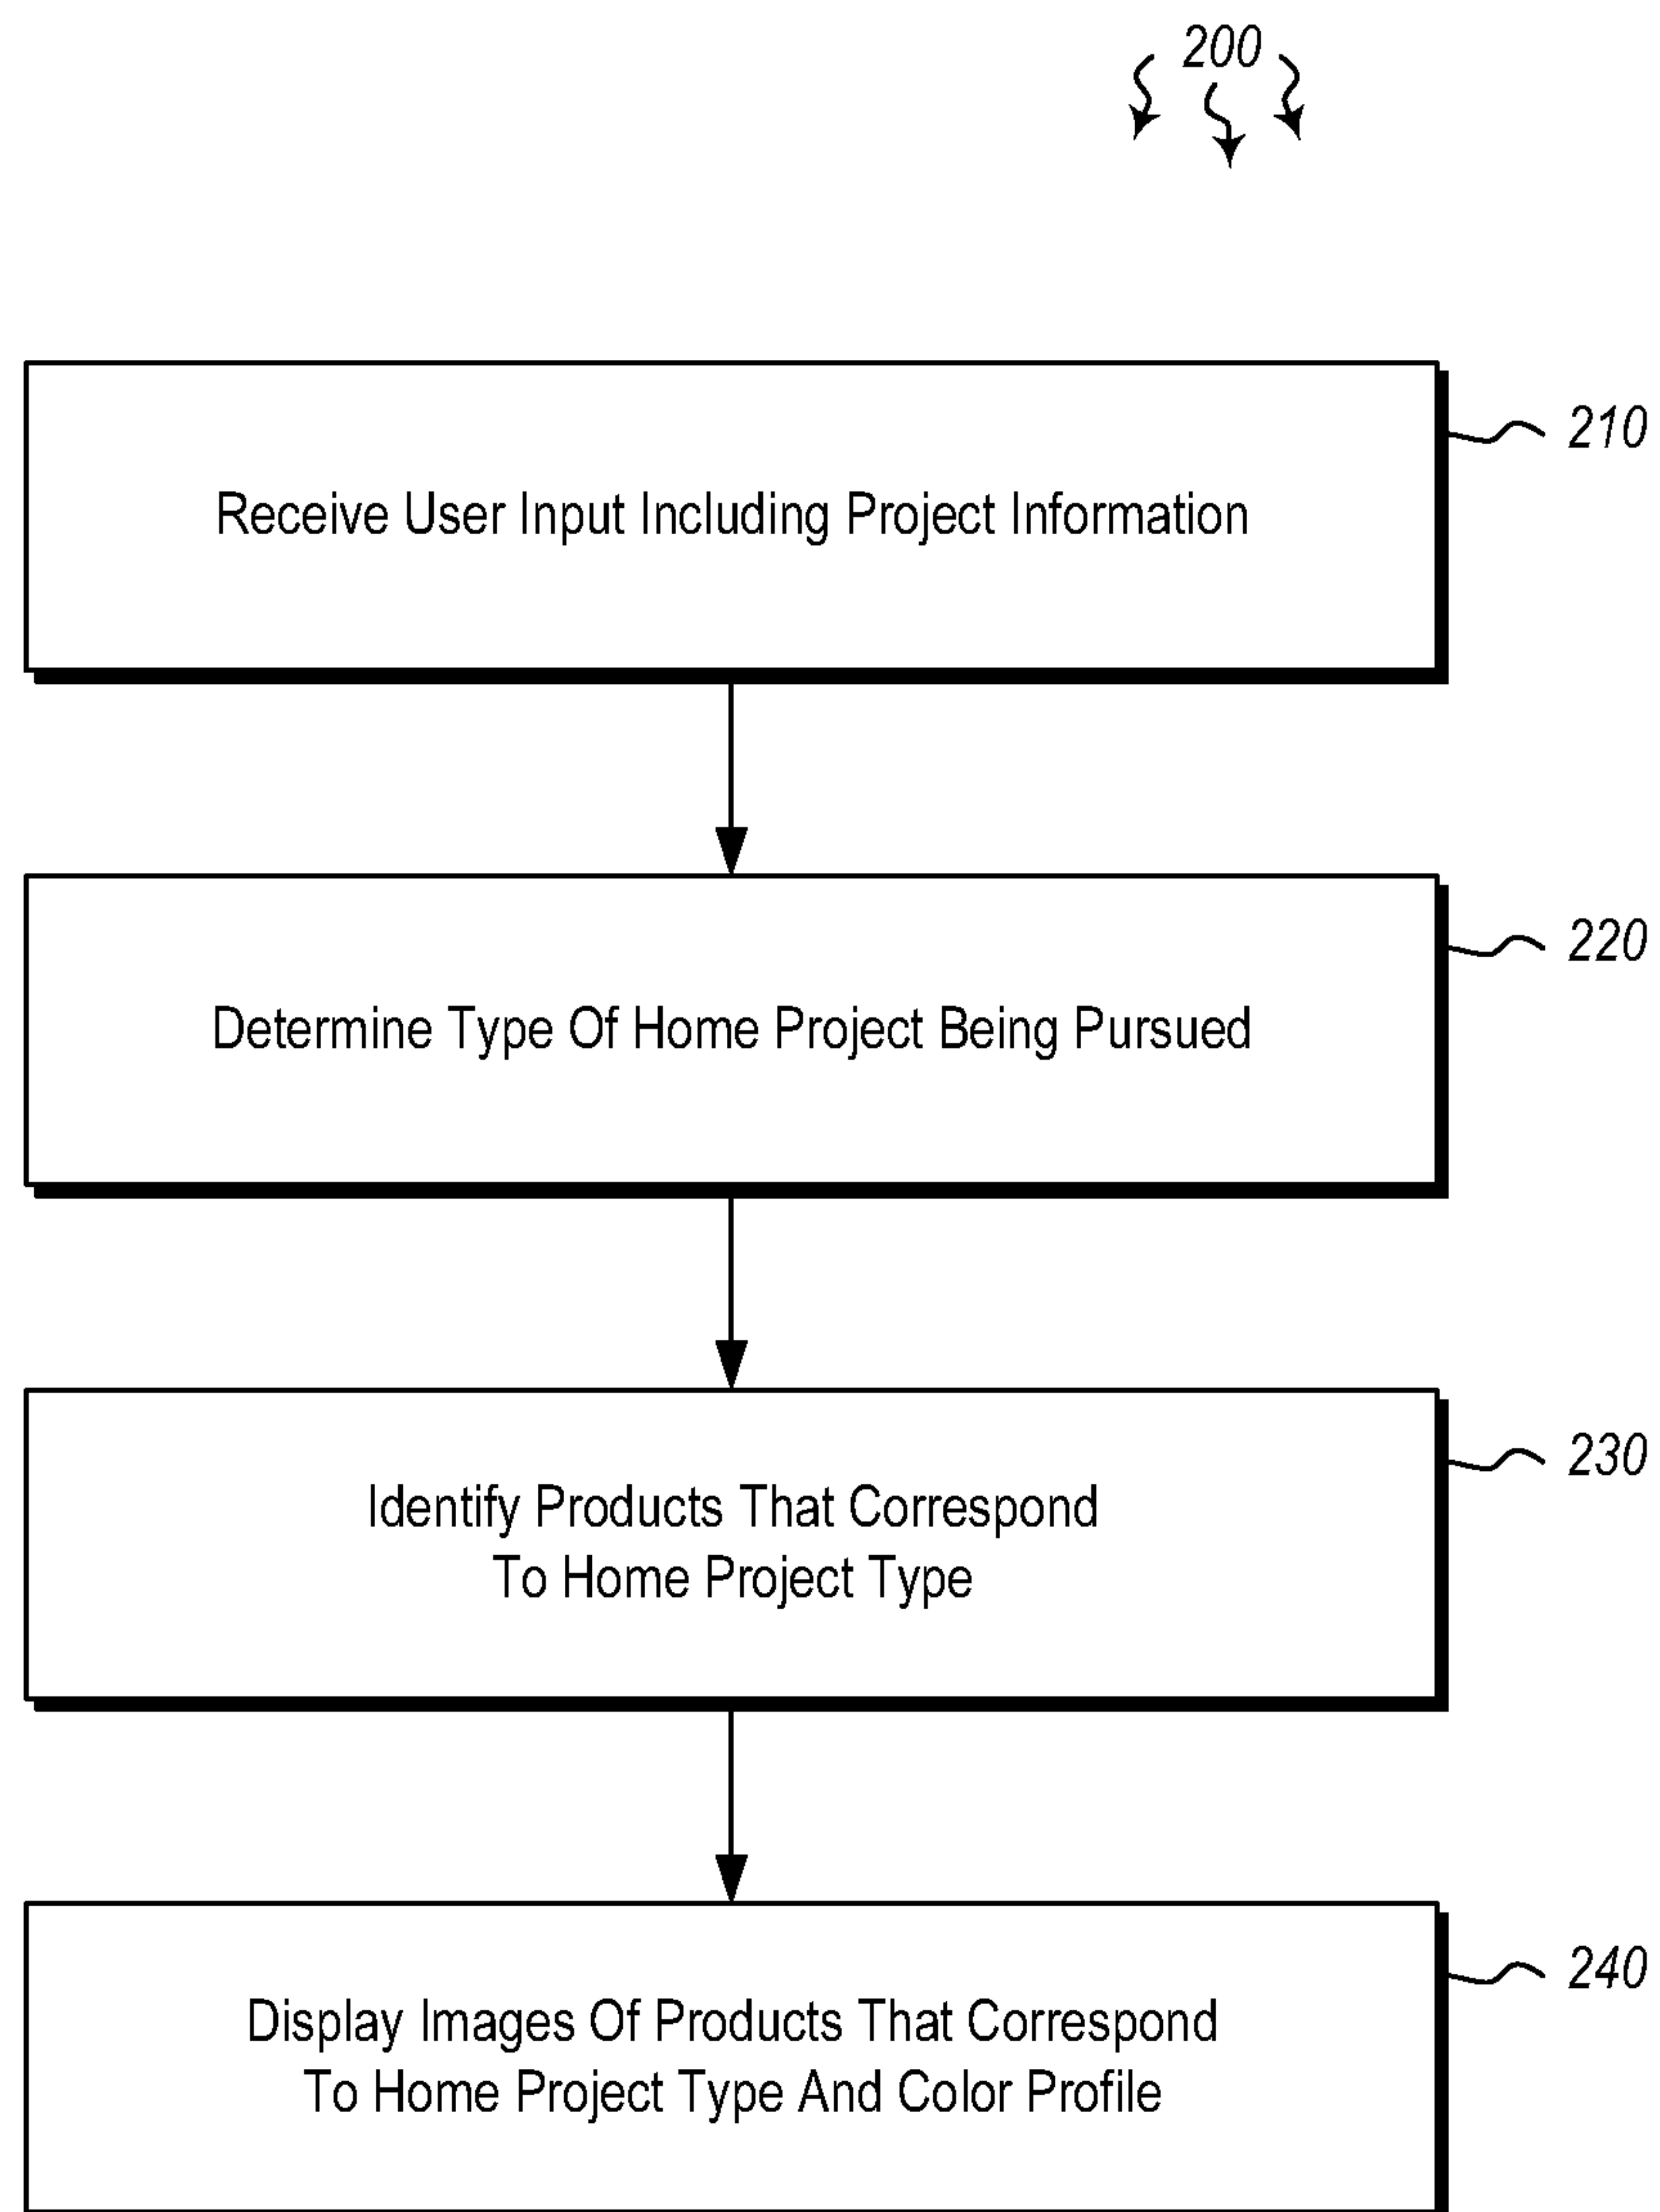 200
210
Receive User Input Including Project Information
220
Determine Type Of Home Project Being Pursued
230
Identify Products That Correspond
To Home Project Type
240
Display Images Of Products That Correspond
To Home Project Type And Color Profile